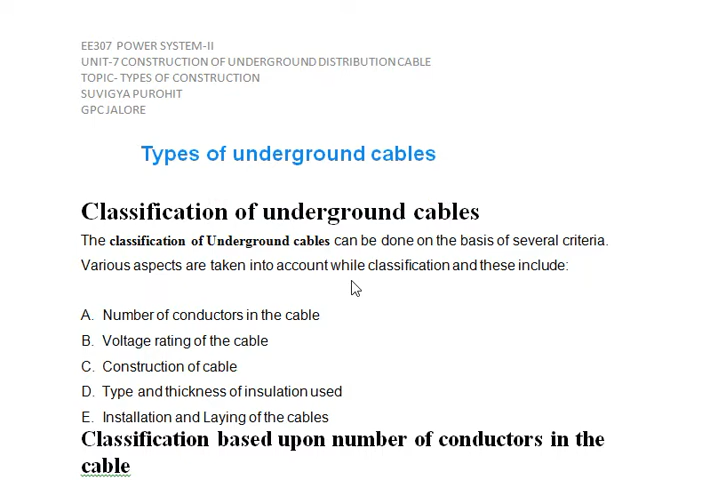 EE307 POWER SYSTEM-II
UNIT-7 CONSTRUCTION OF UNDERGROUND DISTRIBUTION CABLE
TOPIC- TYPES OF CONSTRUCTION
SUVIGYA PUROHIT
GPC JALORE
Types of underground cables
Classification of underground cables
The classification of Underground cables can be done on the basis of several criteria.
Various aspects are taken into account while classification and these include:
A. Number of conductors in the cable
B. Voltage rating of the cable
C. Construction of cable
D. Type and thickness of insulation used
E. Installation and Laying of the cables
Classification based upon number of conductors in the
cable